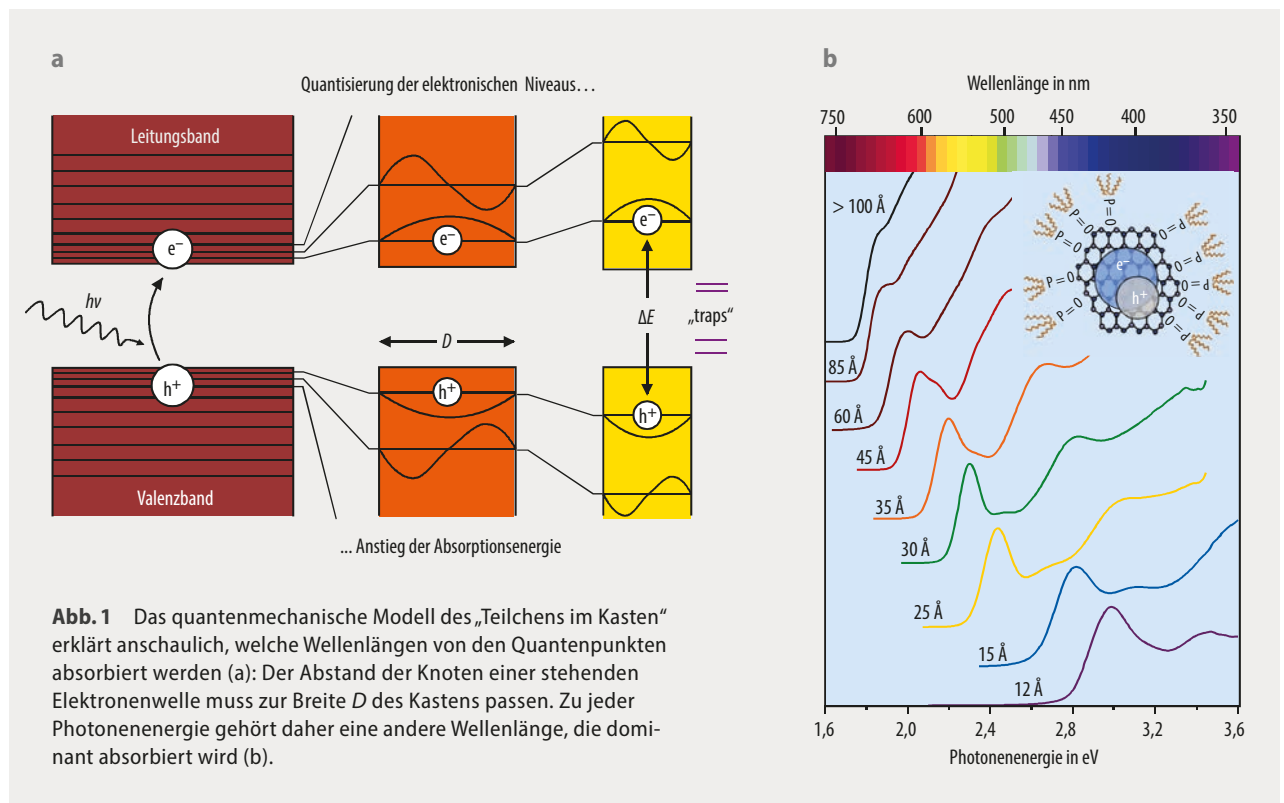 a
Quantisierung der elektronischen Niveaus…
Leitungsband
e⁻
e⁻
e⁻
hν
D
ΔE
„traps“
h⁺
h⁺
h⁺
Valenzband
... Anstieg der Absorptionsenergie
b
Wellenlänge in nm
750 600 500 450 400 350
> 100 Å
85 Å
60 Å
45 Å
35 Å
30 Å
25 Å
15 Å
12 Å
P=O
P=O
P=O
P=O
P=O
P=O
P=O
P=O
P=O
P=O
e⁻
h⁺
1,6 2,0 2,4 2,8 3,2 3,6
Photonenenergie in eV
Abb. 1 Das quantenmechanische Modell des „Teilchens im Kasten“
erklärt anschaulich, welche Wellenlängen von den Quantenpunkten
absorbiert werden (a): Der Abstand der Knoten einer stehenden
Elektronenwelle muss zur Breite D des Kastens passen. Zu jeder
Photonenenergie gehört daher eine andere Wellenlänge, die domi-
nant absorbiert wird (b).